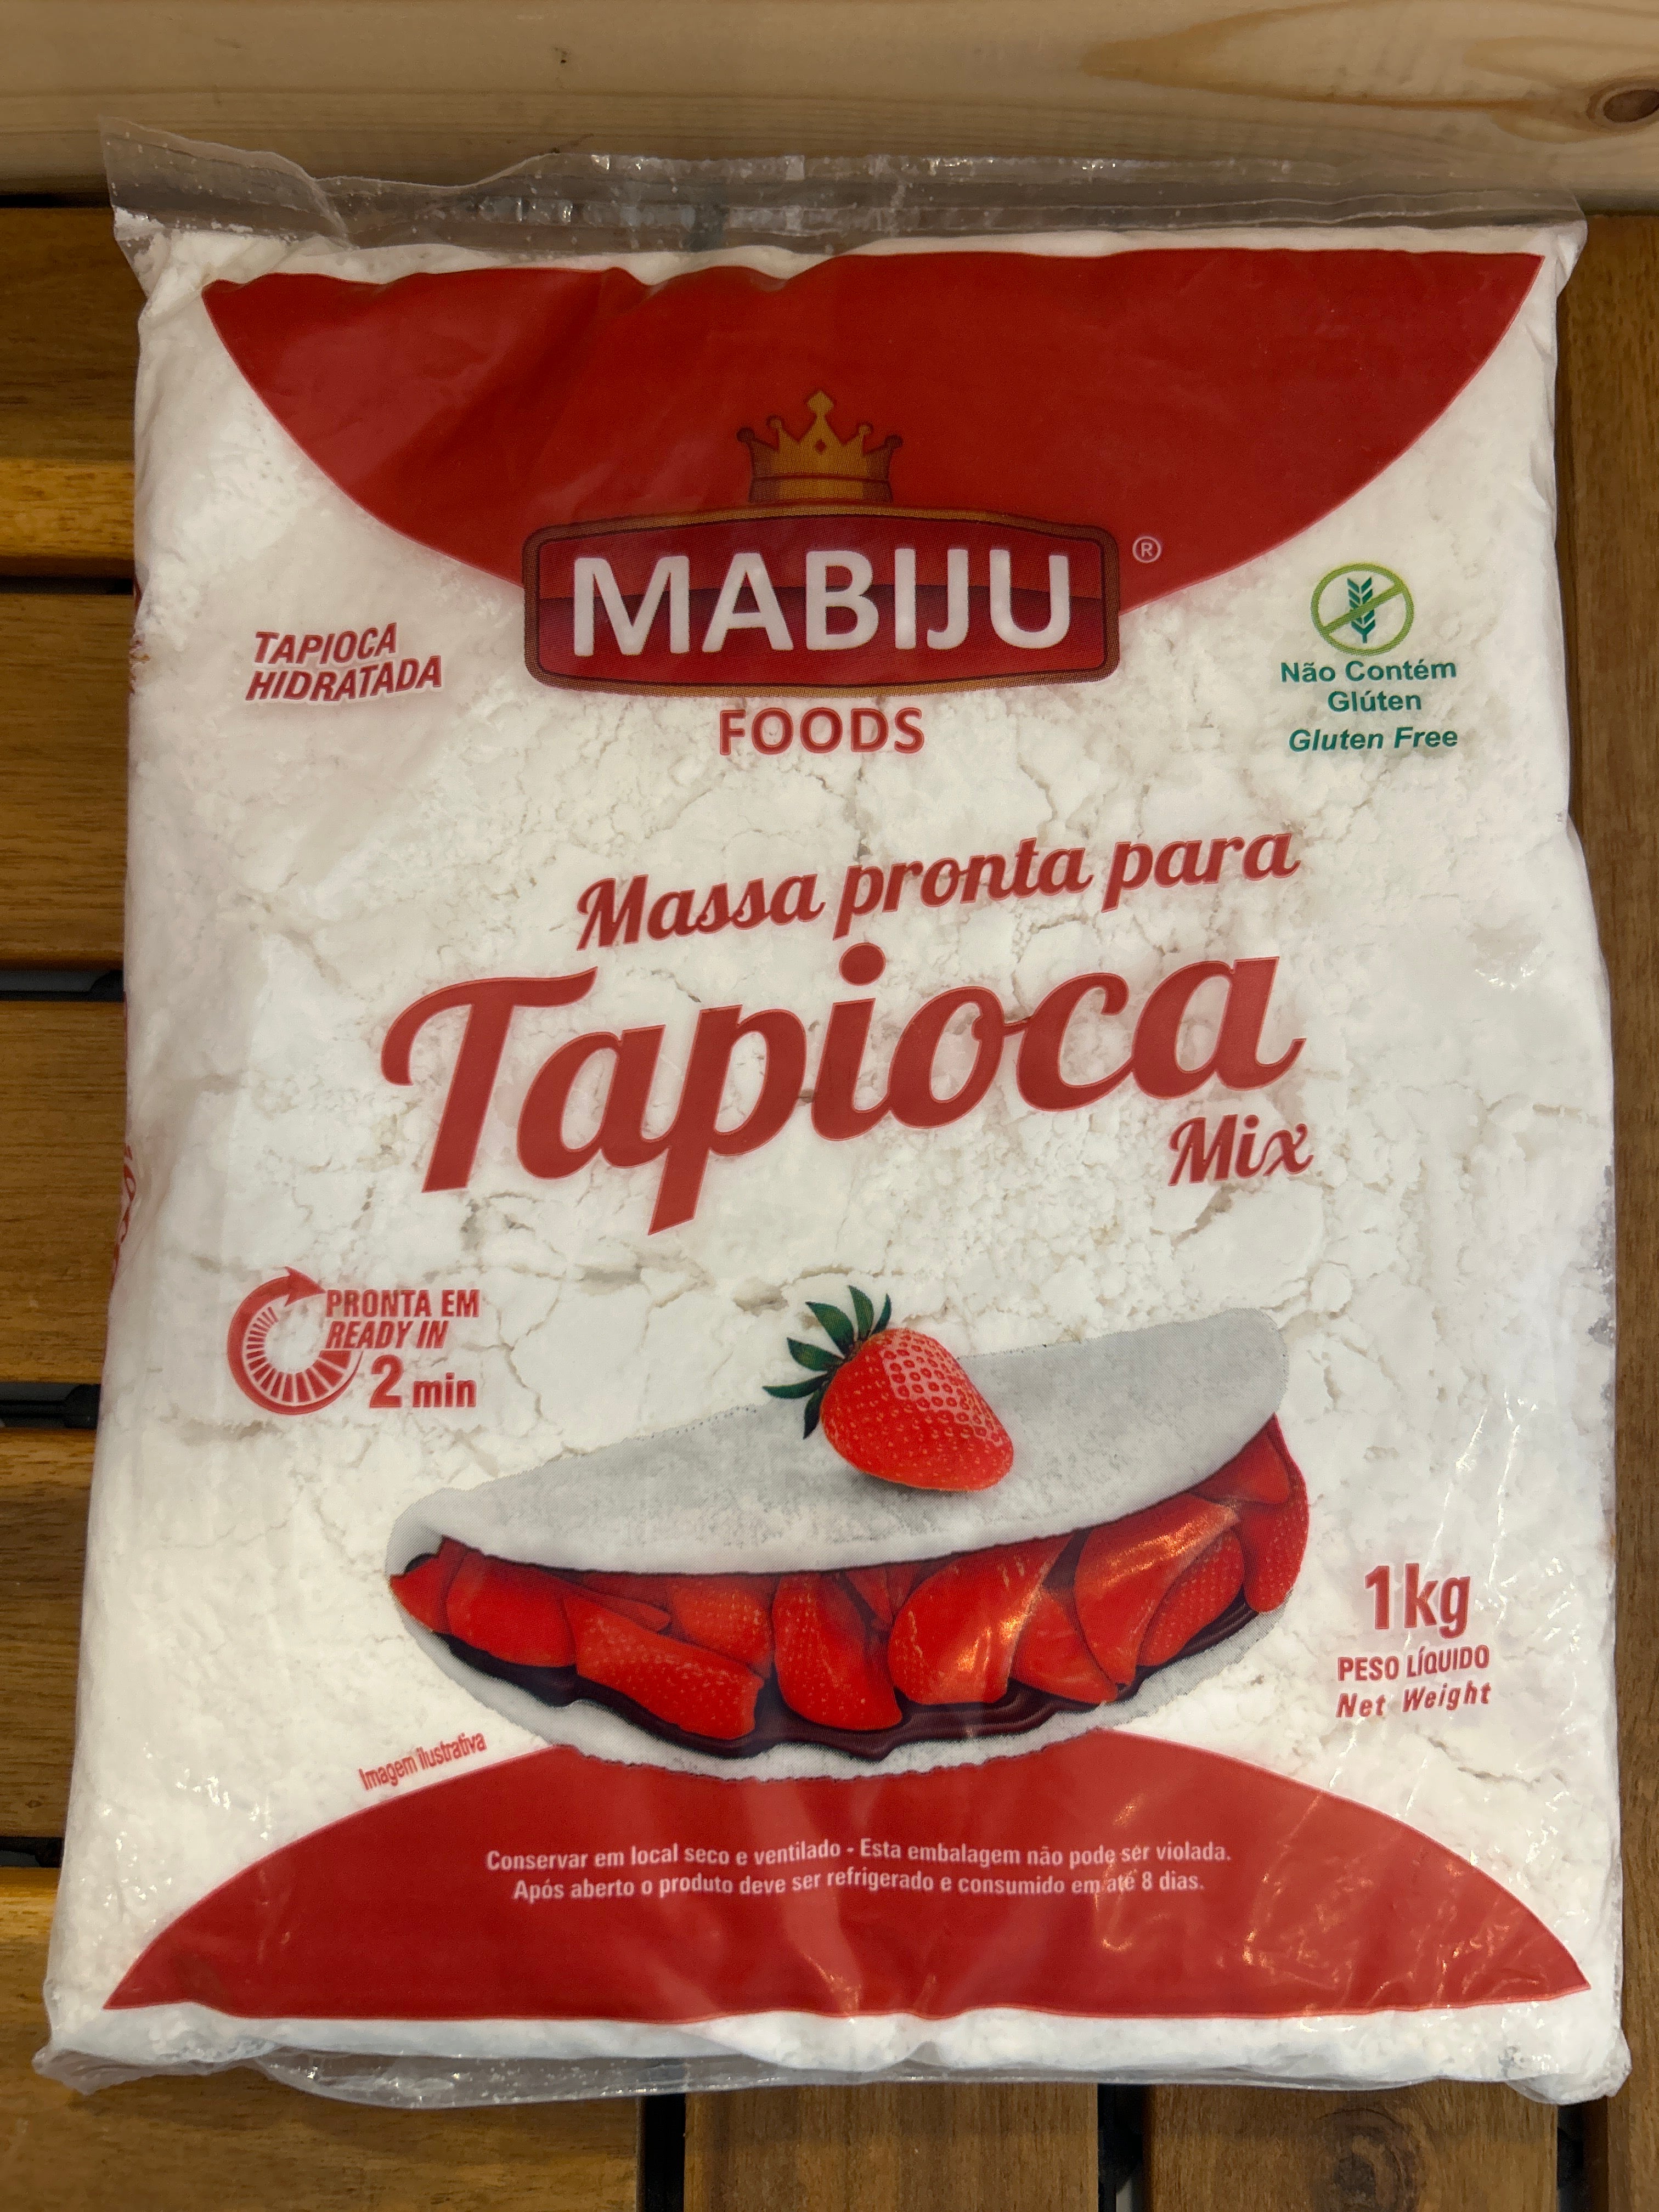 MABIJU
®
FOODS
TAPIOCA
HIDRATADA
Não Contém
Glúten
Gluten Free
Massa pronta para
Tapioca
Mix
PRONTA EM
READY IN
2 min
1kg
PESO LÍQUIDO
Net Weight
Imagem ilustrativa
Conservar em local seco e ventilado - Esta embalagem não pode ser violada.
Após aberto o produto deve ser refrigerado e consumido em até 8 dias.